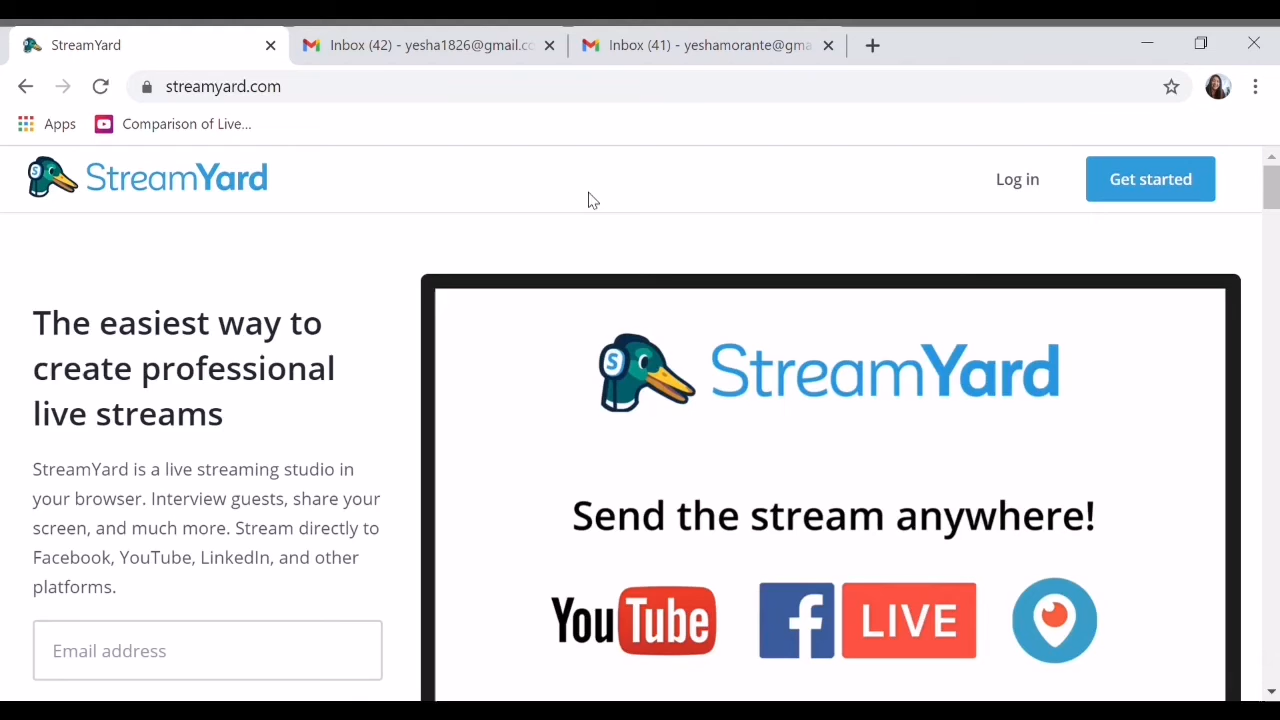 StreamYard
Inbox (42) - yesha1826@gmail.cc
Inbox (41) - yeshamorante@gma
streamyard.com
Apps
Comparison of Live...
S StreamYard
Log in
Get started
The easiest way to
create professional
live streams
StreamYard is a live streaming studio in
your browser. Interview guests, share your
screen, and much more. Stream directly to
Facebook, YouTube, LinkedIn, and other
platforms.
Email address
S StreamYard
Send the stream anywhere!
YouTube
f LIVE